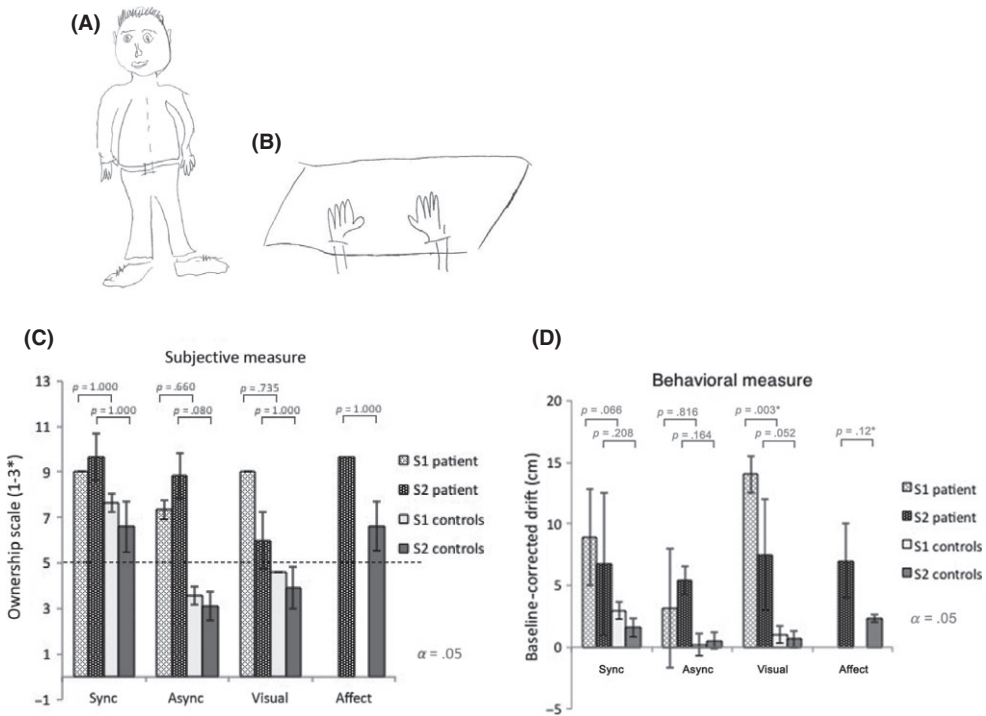 (A)
(B)
(C)
Subjective measure
Ownership scale (1-3*)
13
11
9
7
5
3
1
−1
p = 1.000
p = 1.000
p = .660
p = .080
p = .735
p = 1.000
p = 1.000
S1 patient
S2 patient
S1 controls
S2 controls
α = .05
Sync
Async
Visual
Affect
(D)
Behavioral measure
Baseline-corrected drift (cm)
20
15
10
5
0
−5
p = .066
p = .208
p = .816
p = .164
p = .003*
p = .052
p = .12*
S1 patient
S2 patient
S1 controls
S2 controls
α = .05
Sync
Async
Visual
Affect